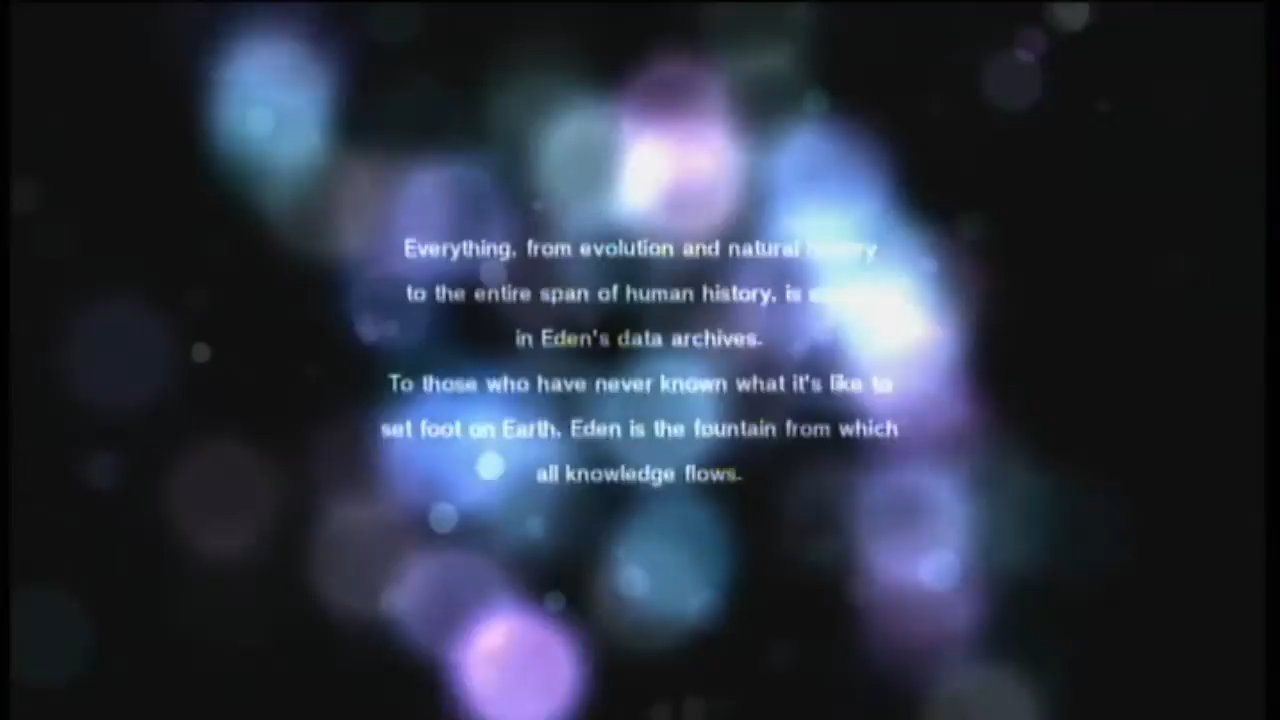 Everything, from evolution and natural history
to the entire span of human history, is
in Eden's data archives.
To those who have never known what it's like to
set foot on Earth, Eden is the fountain from which
all knowledge flows.